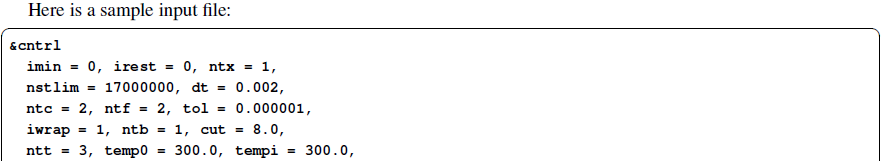 Here is a sample input file:
&cntrl
imin = 0, irest = 0, ntx = 1,
nstlim = 17000000, dt = 0.002,
ntc = 2, ntf = 2, tol = 0.000001,
iwrap = 1, ntb = 1, cut = 8.0,
ntt = 3, temp0 = 300.0, tempi = 300.0,